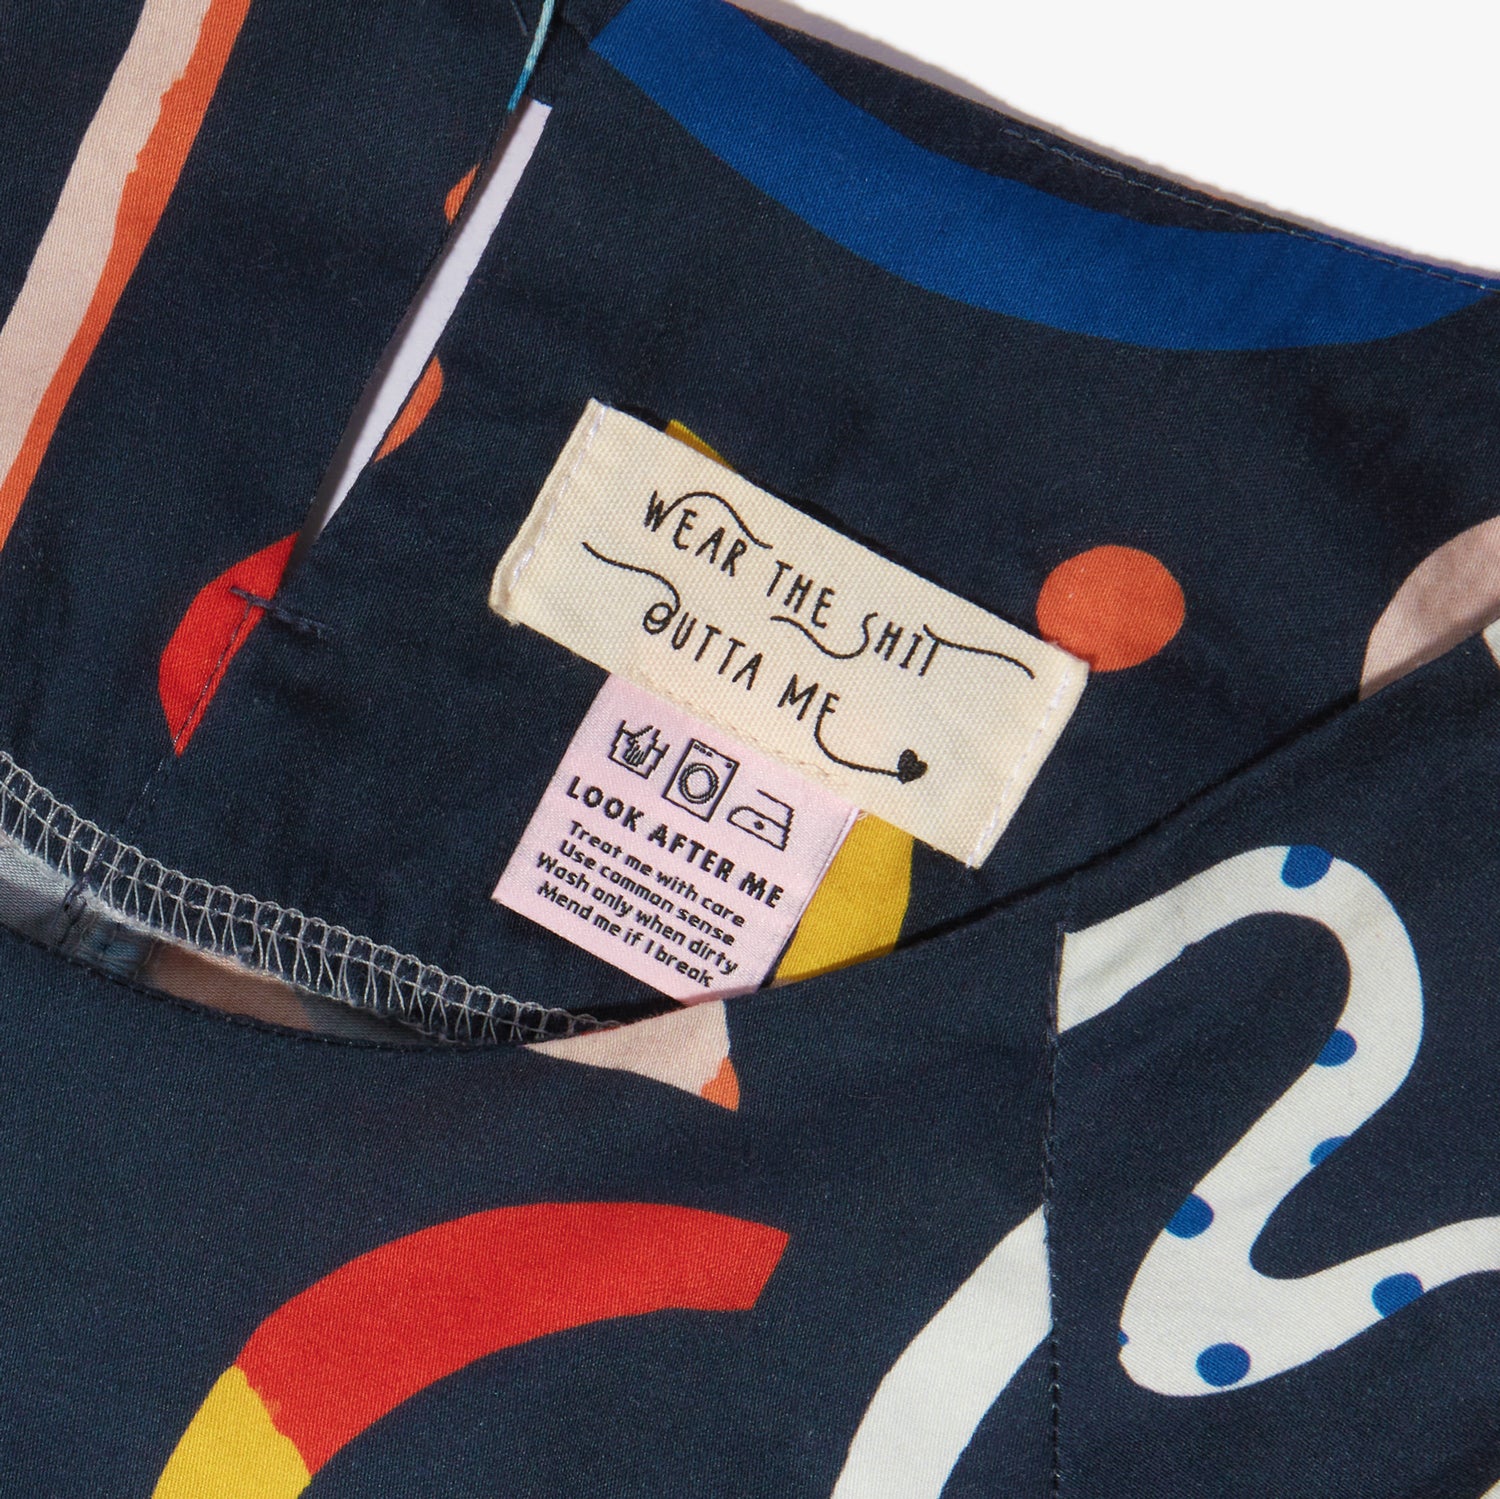 WEAR THE SHIT
OUTTA ME
LOOK AFTER ME
Treat me with care
Use common sense
Wash only when dirty
Mend me if I break